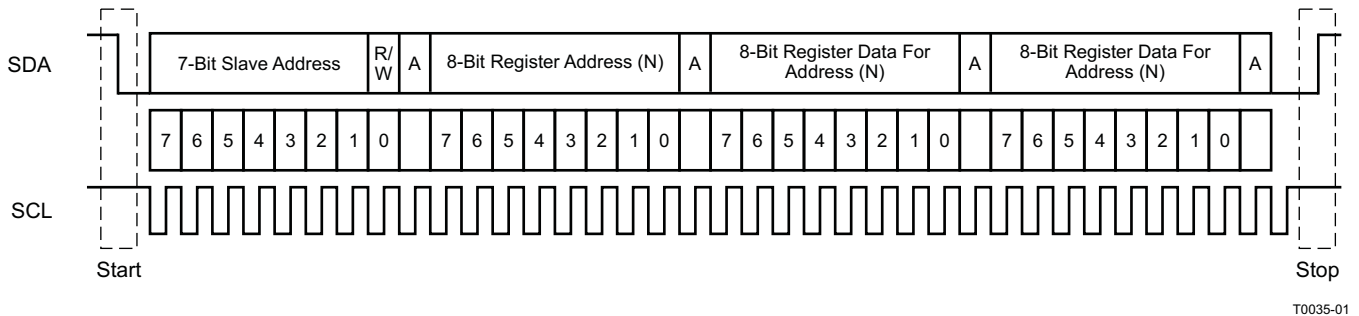 SDA
7-Bit Slave Address
R/
W
A
8-Bit Register Address (N)
A
8-Bit Register Data For
Address (N)
A
8-Bit Register Data For
Address (N)
A
7 6 5 4 3 2 1 0 7 6 5 4 3 2 1 0 7 6 5 4 3 2 1 0 7 6 5 4 3 2 1 0
SCL
Start
Stop
T0035-01